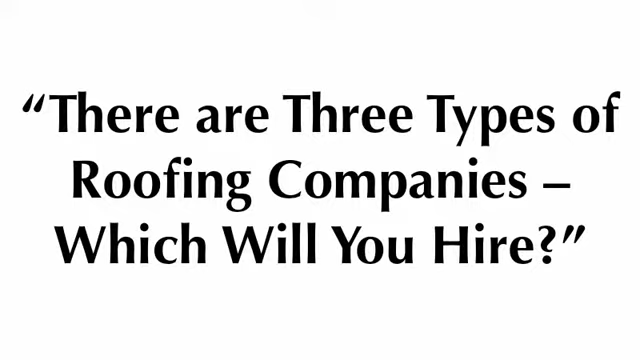 “There are Three Types of
Roofing Companies –
Which Will You Hire?”